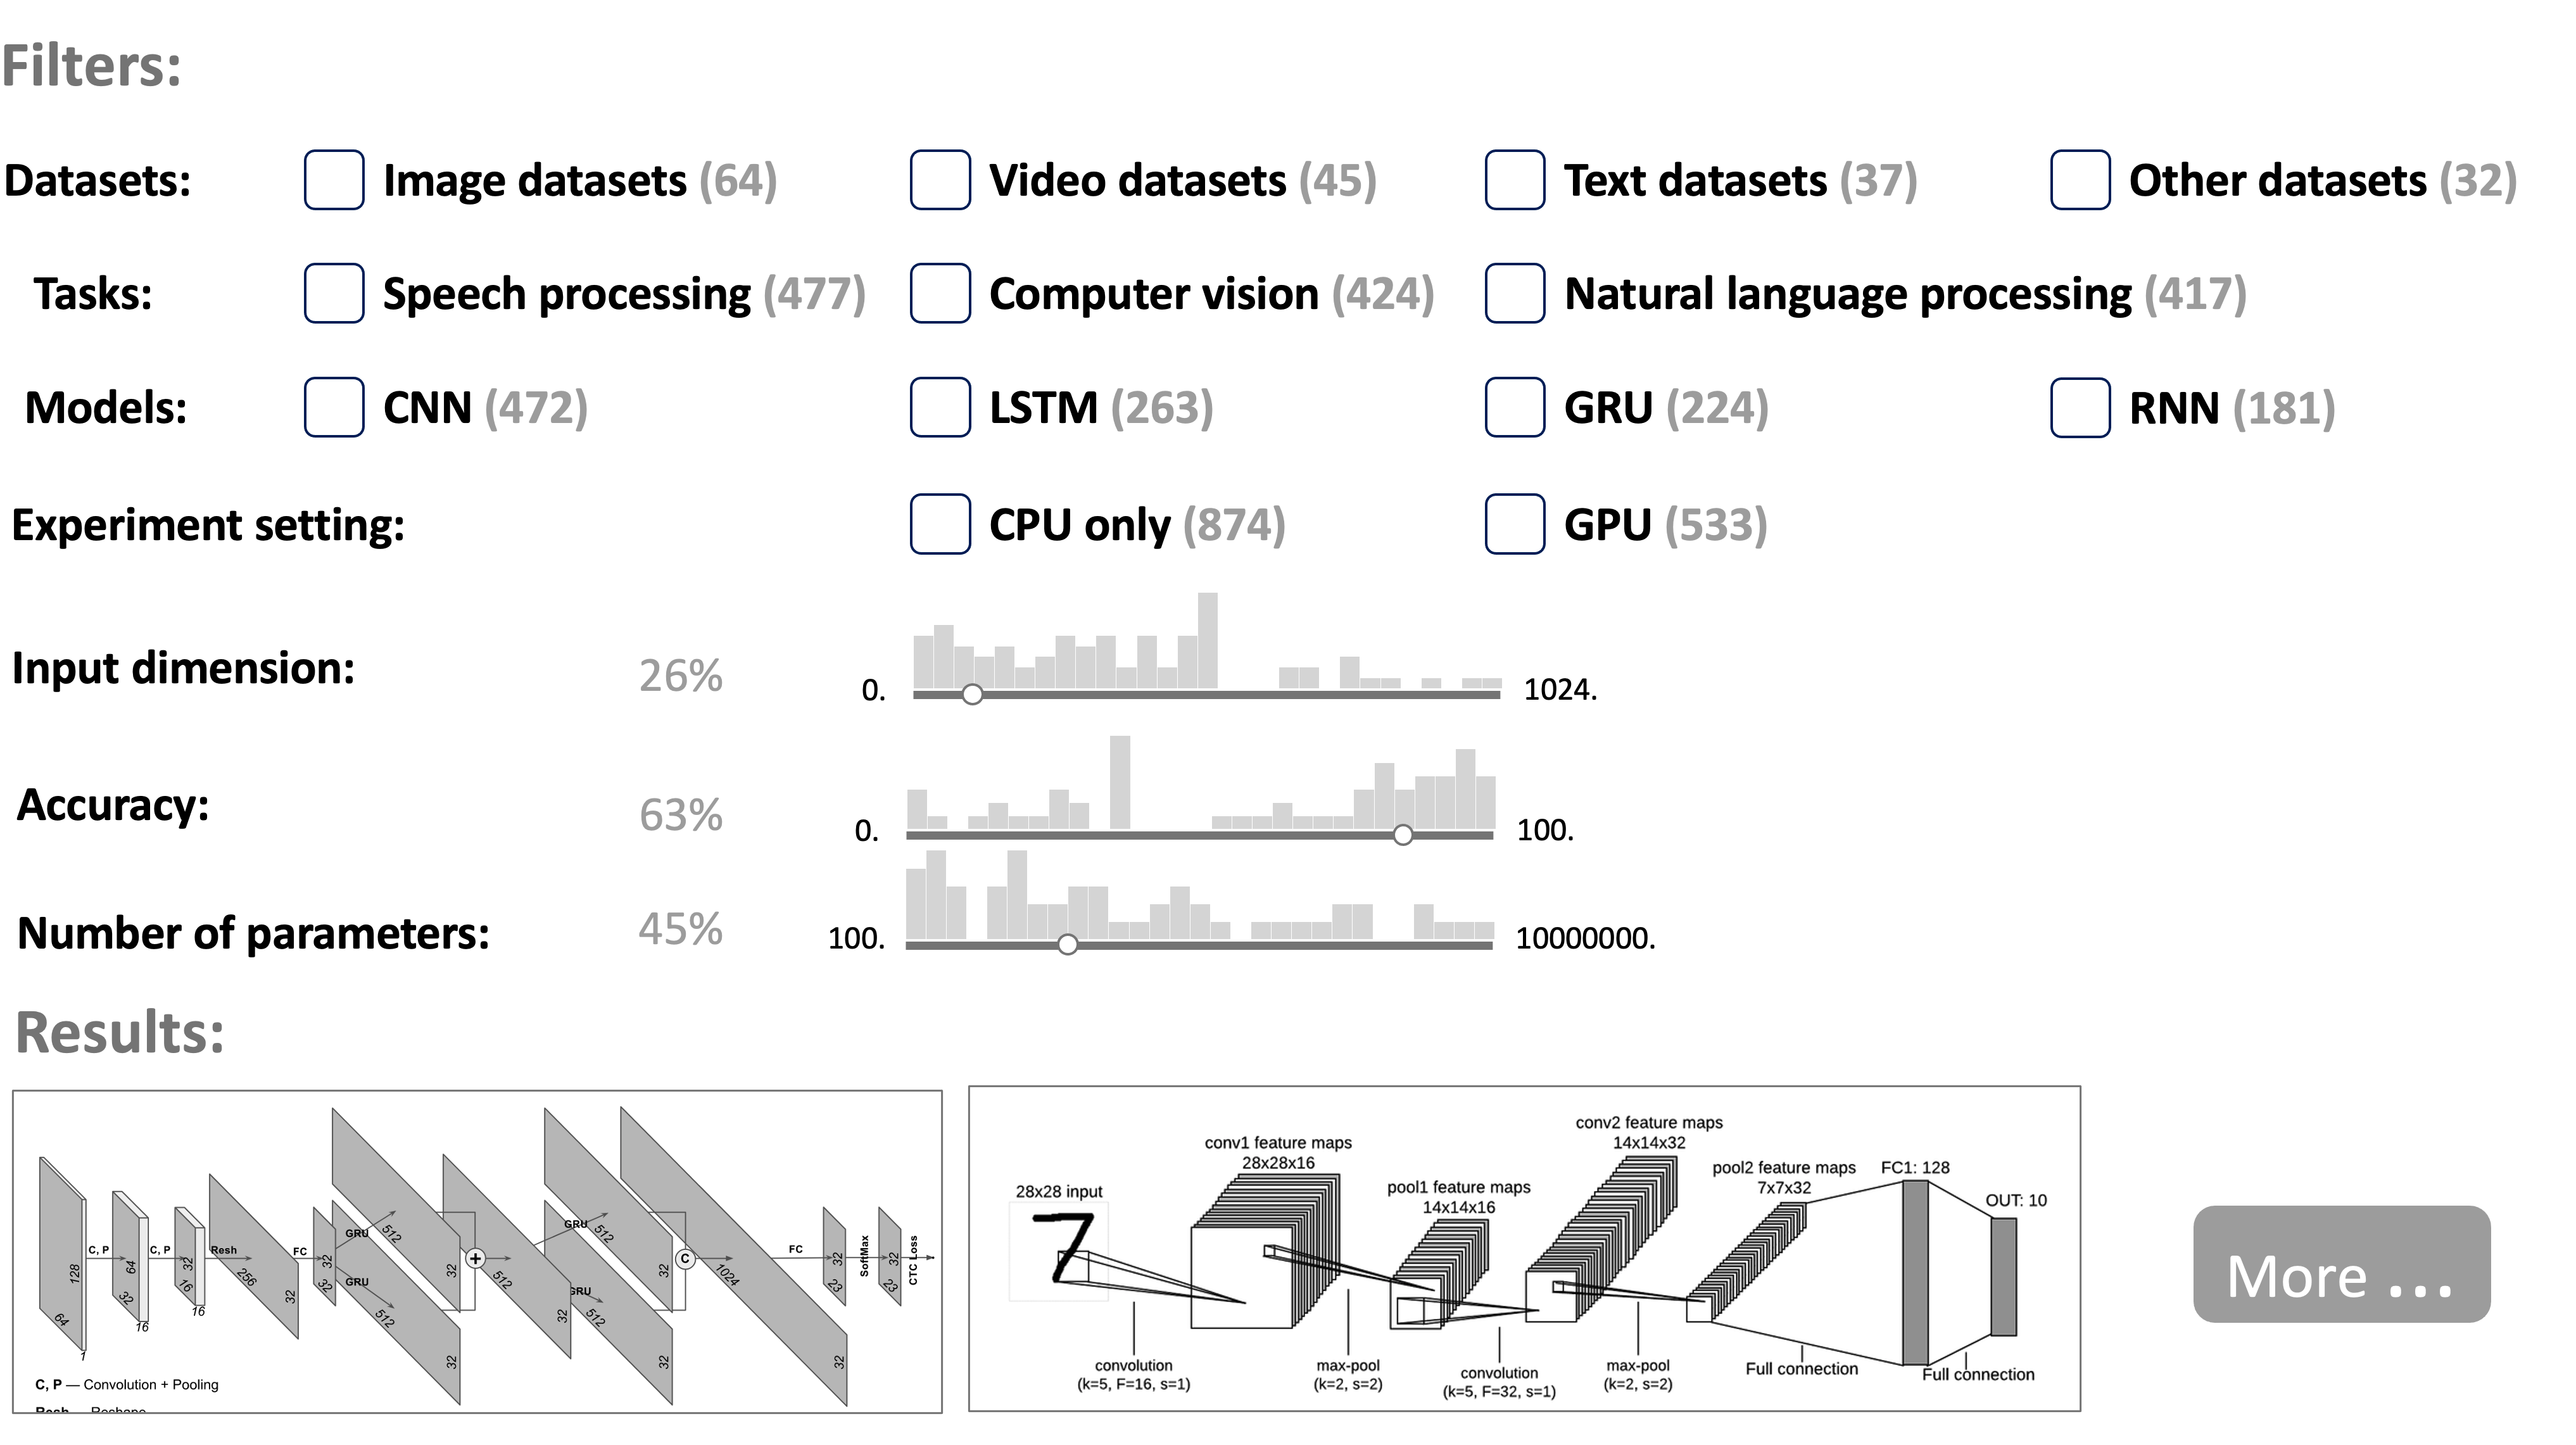 Filters:
Datasets: Image datasets (64) Video datasets (45) Text datasets (37) Other datasets (32)
Tasks: Speech processing (477) Computer vision (424) Natural language processing (417)
Models: CNN (472) LSTM (263) GRU (224) RNN (181)
Experiment setting: CPU only (874) GPU (533)
Input dimension: 26% 0. 1024.
Accuracy: 63% 0. 100.
Number of parameters: 45% 100. 10000000.
Results:
128
64
1
C, P
64
32
16
C, P
32
16
16
Resh
256
32
FC
32
32
GRU
512
32
GRU
512
32
+
512
32
GRU
512
32
GRU
512
32
C
1024
32
FC
32
23
SoftMax
32
23
CTC Loss
C, P — Convolution + Pooling
Resh — Reshape
28x28 input
conv1 feature maps
28x28x16
pool1 feature maps
14x14x16
conv2 feature maps
14x14x32
pool2 feature maps
7x7x32
FC1: 128
OUT: 10
convolution
(k=5, F=16, s=1)
max-pool
(k=2, s=2)
convolution
(k=5, F=32, s=1)
max-pool
(k=2, s=2)
Full connection
Full connection
More ...